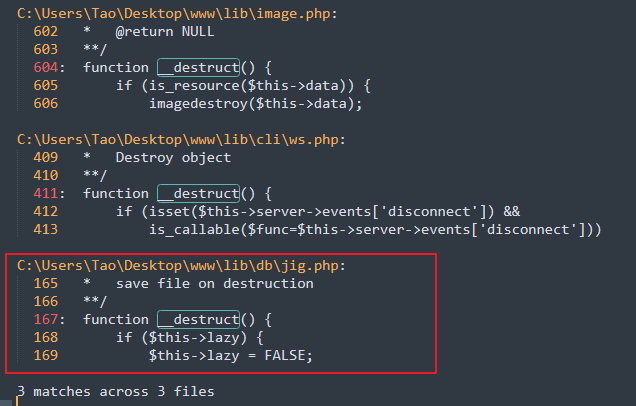 C:\Users\Tao\Desktop\www\lib\image.php:
602   *   @return NULL
603   **/
604:  function __destruct() {
605       if (is_resource($this->data)) {
606           imagedestroy($this->data);
C:\Users\Tao\Desktop\www\lib\cli\ws.php:
409   *   Destroy object
410   **/
411:  function __destruct() {
412       if (isset($this->server->events['disconnect']) &&
413           is_callable($func=$this->server->events['disconnect']))
C:\Users\Tao\Desktop\www\lib\db\jig.php:
165   *   save file on destruction
166   **/
167:  function __destruct() {
168       if ($this->lazy) {
169           $this->lazy = FALSE;
3 matches across 3 files